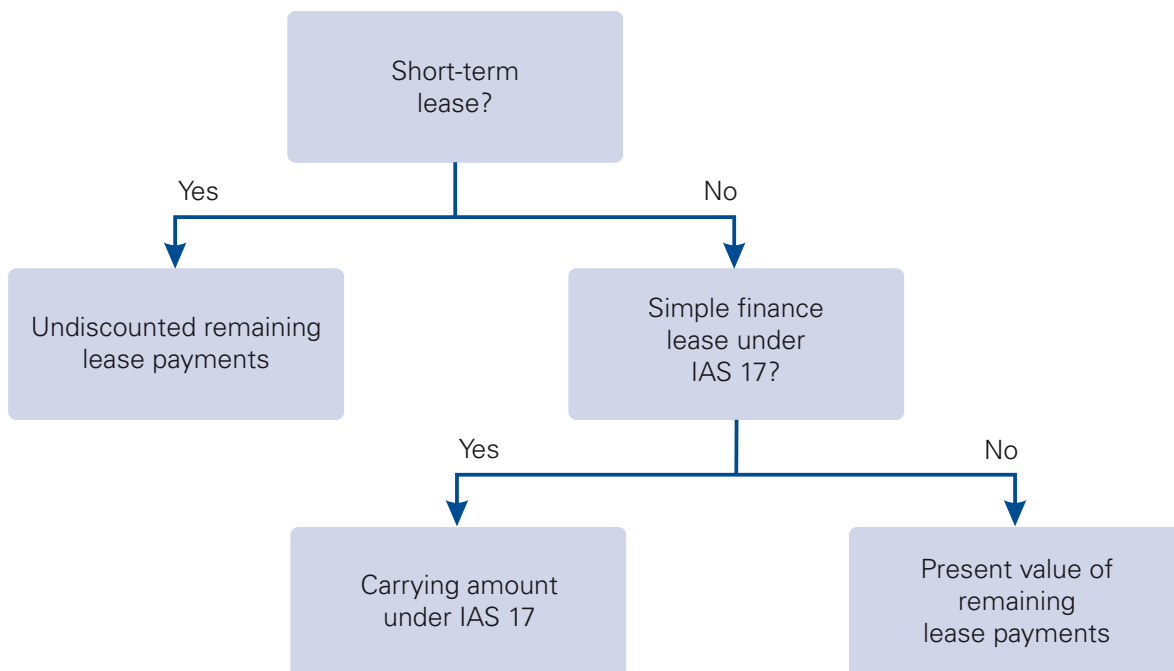 Short-term
lease?
Yes
No
Undiscounted remaining
lease payments
Simple finance
lease under
IAS 17?
Yes
No
Carrying amount
under IAS 17
Present value of
remaining
lease payments